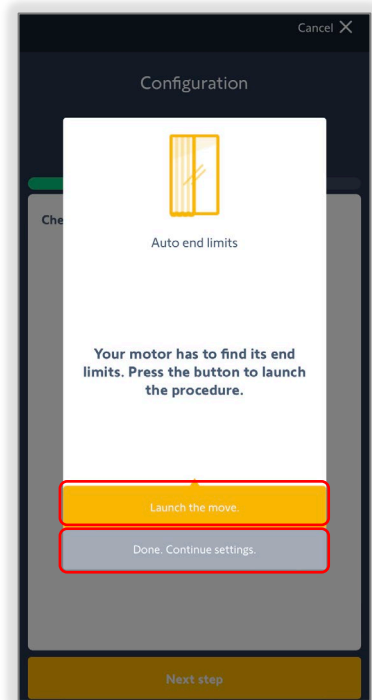 Cancel X
Configuration
Che
Auto end limits
Your motor has to find its end
limits. Press the button to launch
the procedure.
Launch the move.
Done. Continue settings.
Next step